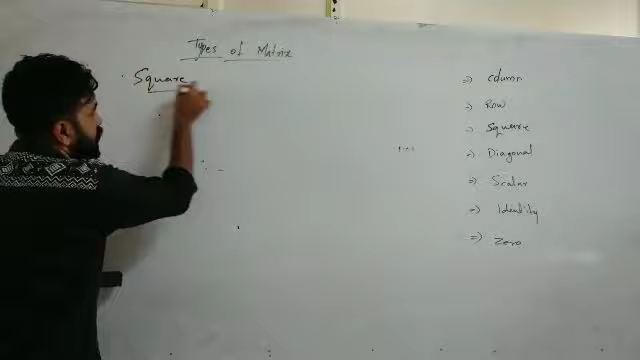 Types of Matrix
Square
=> Column
=> Row
=> Square
=> Diagonal
=> Scalar
=> Identity
=> Zero